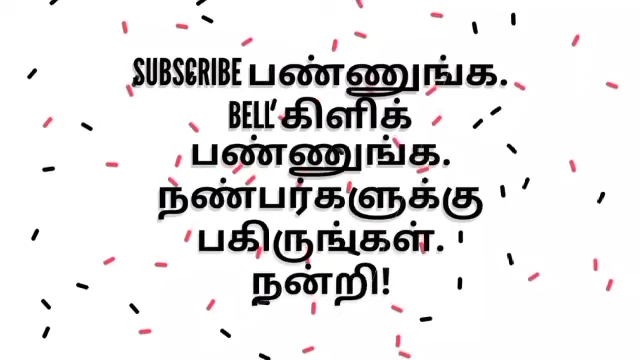 SUBSCRIBE பண்ணுங்க.
BELL' கிளிக்
பண்ணுங்க.
நண்பர்களுக்கு
பகிருங்கள்.
நன்றி!